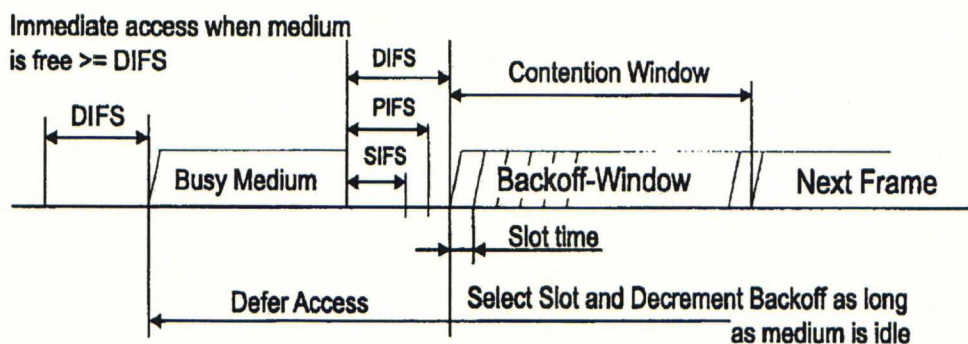 Immediate access when medium
is free >= DIFS
DIFS
DIFS
PIFS
SIFS
Contention Window
Busy Medium
Backoff-Window
Next Frame
Slot time
Defer Access
Select Slot and Decrement Backoff as long
as medium is idle